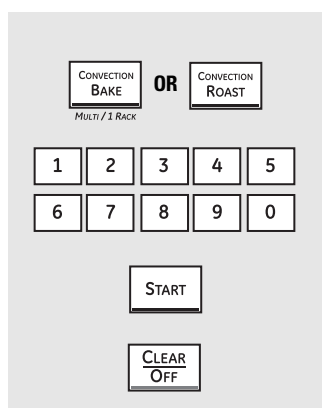 CONVECTION
BAKE
OR
CONVECTION
ROAST
MULTI / 1 RACK
1 2 3 4 5
6 7 8 9 0
START
CLEAR
OFF